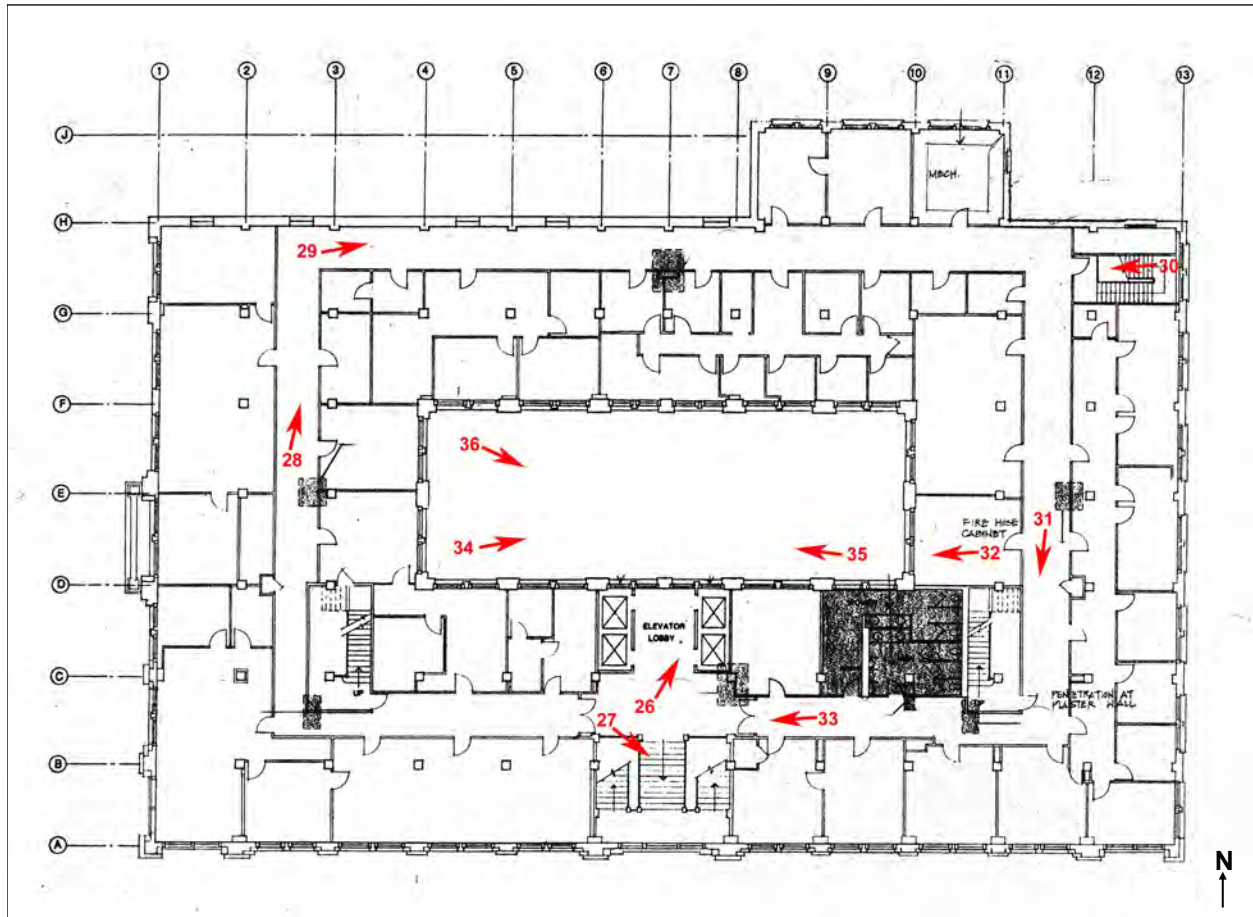 1 2 3 4 5 6 7 8 9 10 11 12 13
J
MECH.
H
29
30
G
F
36
28
E
FIRE HOSE
CABINET
31
34
35
32
D
ELEVATOR
LOBBY
C
UP
26
PENETRATION AT
PLASTER WALL
27
33
B
A
N